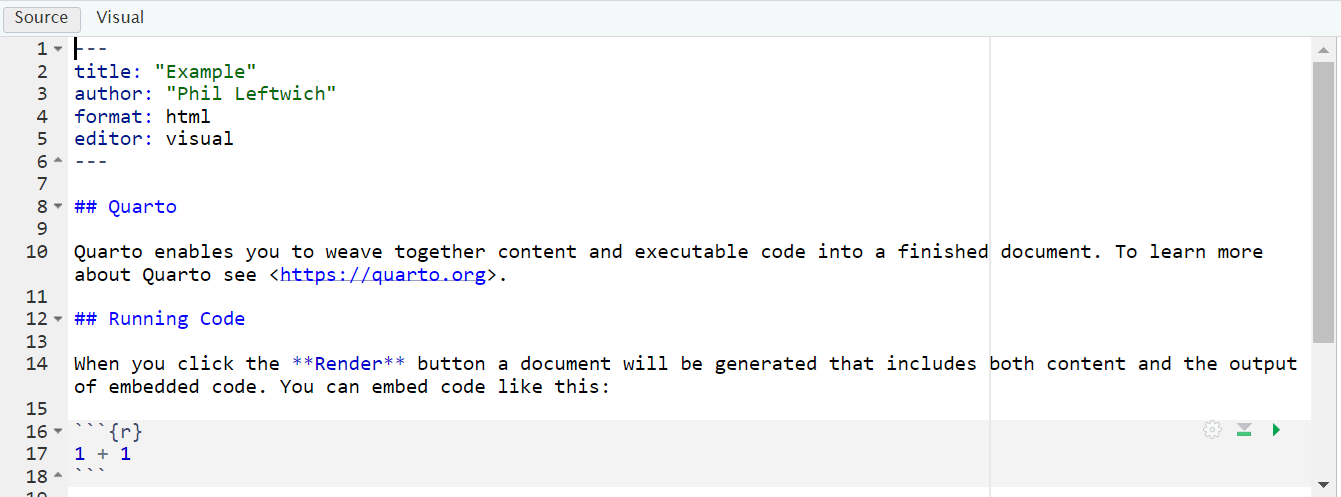 Source Visual
1 ---
2 title: "Example"
3 author: "Phil Leftwich"
4 format: html
5 editor: visual
6 ---
7
8 ## Quarto
9
10 Quarto enables you to weave together content and executable code into a finished document. To learn more
about Quarto see <https://quarto.org>.
11
12 ## Running Code
13
14 When you click the **Render** button a document will be generated that includes both content and the output
of embedded code. You can embed code like this:
15
16 ```{r}
17 1 + 1
18 ```